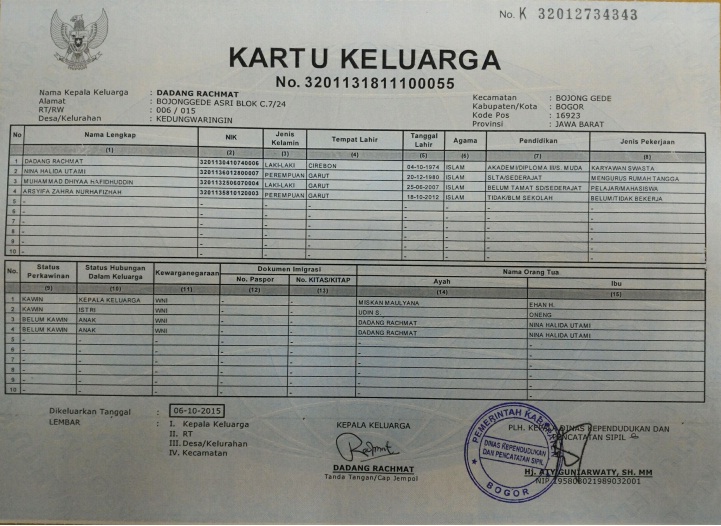 No. K 32012734343
KARTU KELUARGA
No. 3201131811100055
Nama Kepala Keluarga : DADANG RACHMAT
Alamat : BOJONGGEDE ASRI BLOK C.7/24
RT/RW : 006 / 015
Desa/Kelurahan : KEDUNGWARINGIN
Kecamatan : BOJONG GEDE
Kabupaten/Kota : BOGOR
Kode Pos : 16923
Provinsi : JAWA BARAT
No Nama Lengkap NIK Jenis Kelamin Tempat Lahir Tanggal Lahir Agama Pendidikan Jenis Pekerjaan
(1) (2) (3) (4) (5) (6) (7) (8)
1 DADANG RACHMAT 3201130410740006 LAKI-LAKI CIREBON 04-10-1974 ISLAM AKADEMI/DIPLOMA III/S. MUDA KARYAWAN SWASTA
2 NINA HALIDA UTAMI 3201136012800007 PEREMPUAN GARUT 20-12-1980 ISLAM SLTA/SEDERAJAT MENGURUS RUMAH TANGGA
3 MUHAMMAD DHIYAA HAFIDHUDDIN 3201132506070004 LAKI-LAKI GARUT 25-06-2007 ISLAM BELUM TAMAT SD/SEDERAJAT PELAJAR/MAHASISWA
4 ARSYIFA ZAHRA NURHAFIZHAH 3201135810120003 PEREMPUAN GARUT 18-10-2012 ISLAM TIDAK/BLM SEKOLAH BELUM/TIDAK BEKERJA
5 - - - - - - - -
6 - - - - - - - -
7 - - - - - - - -
8 - - - - - - - -
9 - - - - - - - -
10 - - - - - - - -
No. Status Perkawinan Status Hubungan Dalam Keluarga Kewarganegaraan Dokumen Imigrasi Nama Orang Tua
No. Paspor No. KITAS/KITAP Ayah Ibu
(9) (10) (11) (12) (13) (14) (15)
1 KAWIN KEPALA KELUARGA WNI - - MISKAN MAULYANA EHAN H.
2 KAWIN ISTRI WNI - - UDIN S. ONENG
3 BELUM KAWIN ANAK WNI - - DADANG RACHMAT NINA HALIDA UTAMI
4 BELUM KAWIN ANAK WNI - - DADANG RACHMAT NINA HALIDA UTAMI
5 - - - - - - -
6 - - - - - - -
7 - - - - - - -
8 - - - - - - -
9 - - - - - - -
10 - - - - - - -
Dikeluarkan Tanggal : 06-10-2015
LEMBAR : I. Kepala Keluarga
II. RT
III. Desa/Kelurahan
IV. Kecamatan
KEPALA KELUARGA
DADANG RACHMAT
Tanda Tangan/Cap Jempol
PLH. KEPALA DINAS KEPENDUDUKAN DAN
PENCATATAN SIPIL
PEMERINTAH KABUPATEN
DINAS KEPENDUDUKAN
DAN PENCATATAN SIPIL
BOGOR
HJ. ATY GUNIARWATY, SH. MM
NIP 195808021989032001